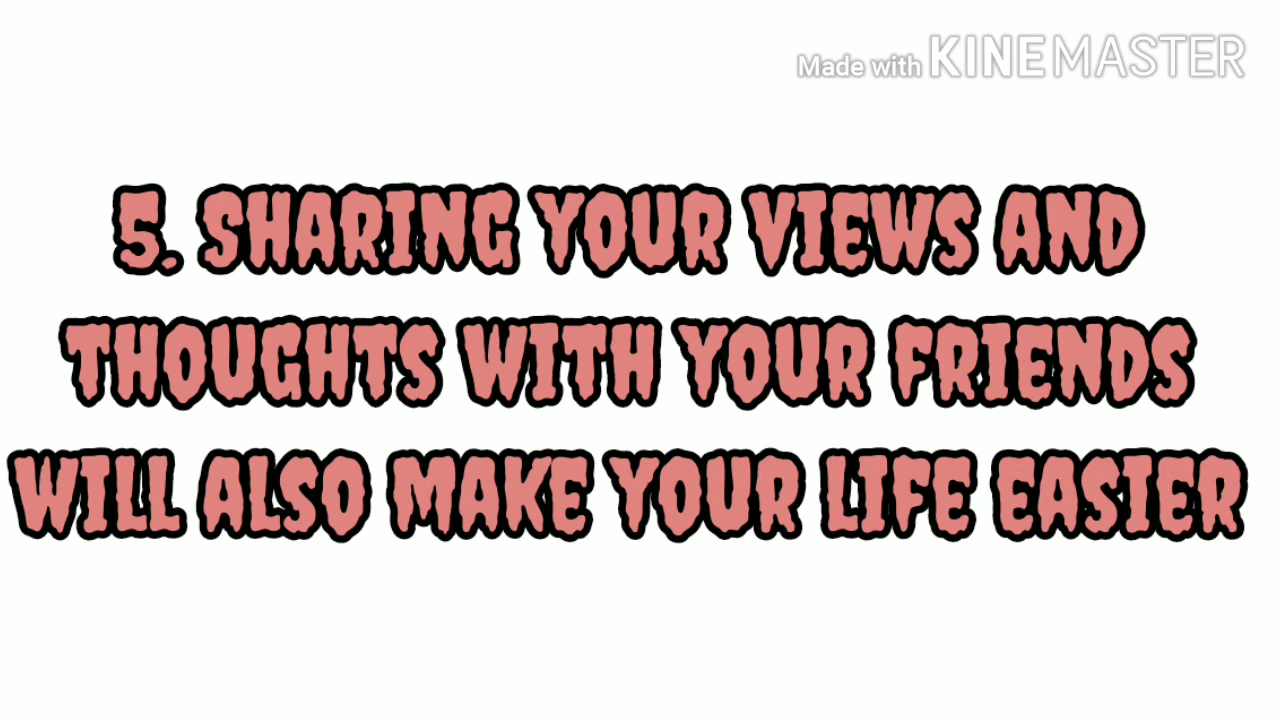 Made with KINEMASTER
5. SHARING YOUR VIEWS AND
THOUGHTS WITH YOUR FRIENDS
WILL ALSO MAKE YOUR LIFE EASIER